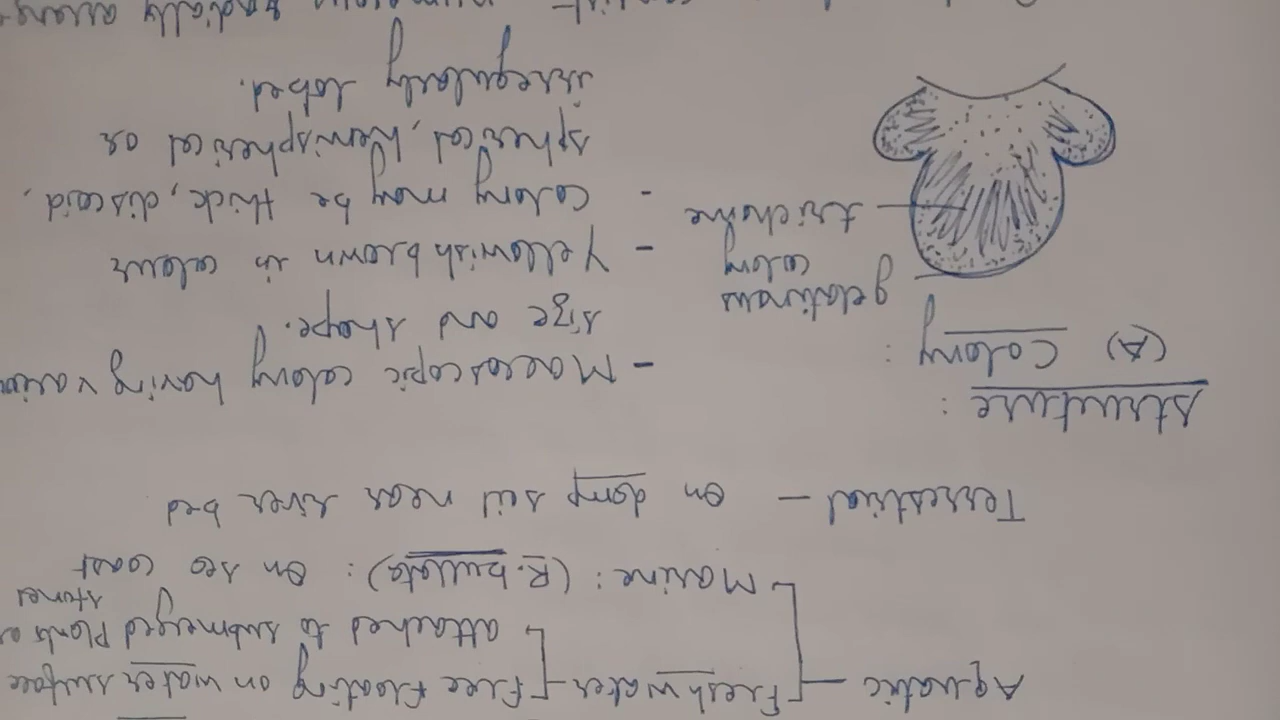 Aquatic — Fresh water — Free Floating on water surface
attached to submerged Plants or
stones
Marine : (R. bullata) : on sea coast
Terrestrial — on damp soil near river bed
Structure :
(A) Colony :
- Macroscopic colony having variou
size and shape.
gelatinous
colony
- Yellowish brown in colour
trichome
- Colony may be thick, discoid,
spherical, hemispherical or
irregularly lobed.
radially arrang